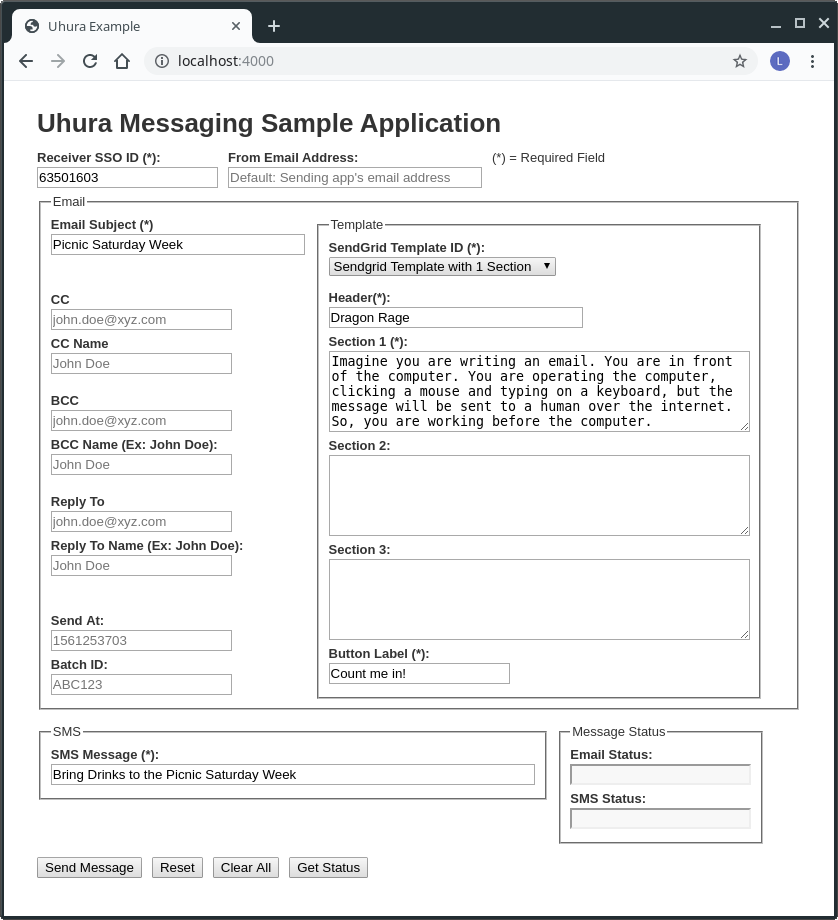 Uhura Example
localhost:4000
L
Uhura Messaging Sample Application
Receiver SSO ID (*):
63501603
From Email Address:
Default: Sending app's email address
(*) = Required Field
Email
Email Subject (*)
Picnic Saturday Week
CC
john.doe@xyz.com
CC Name
John Doe
BCC
john.doe@xyz.com
BCC Name (Ex: John Doe):
John Doe
Reply To
john.doe@xyz.com
Reply To Name (Ex: John Doe):
John Doe
Send At:
1561253703
Batch ID:
ABC123
Template
SendGrid Template ID (*):
Sendgrid Template with 1 Section
Header(*):
Dragon Rage
Section 1 (*):
Imagine you are writing an email. You are in front
of the computer. You are operating the computer,
clicking a mouse and typing on a keyboard, but the
message will be sent to a human over the internet.
So, you are working before the computer.
Section 2:
Section 3:
Button Label (*):
Count me in!
SMS
SMS Message (*):
Bring Drinks to the Picnic Saturday Week
Message Status
Email Status:
SMS Status:
Send Message
Reset
Clear All
Get Status